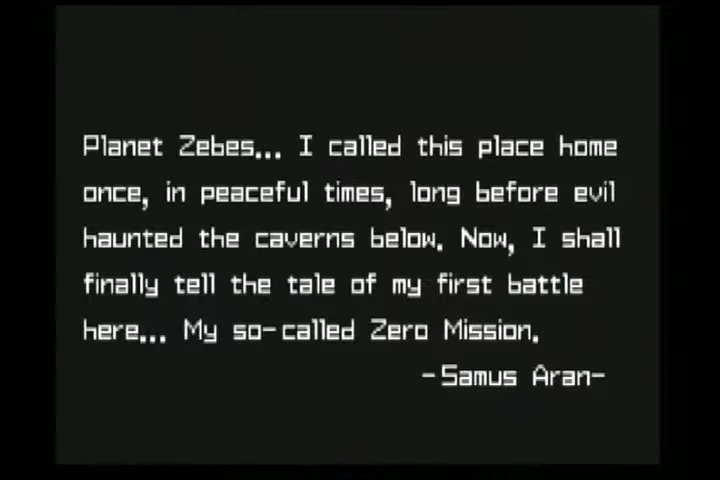 Planet Zebes... I called this place home
once, in peaceful times, long before evil
haunted the caverns below. Now, I shall
finally tell the tale of my first battle
here... My so-called Zero Mission.
-Samus Aran-